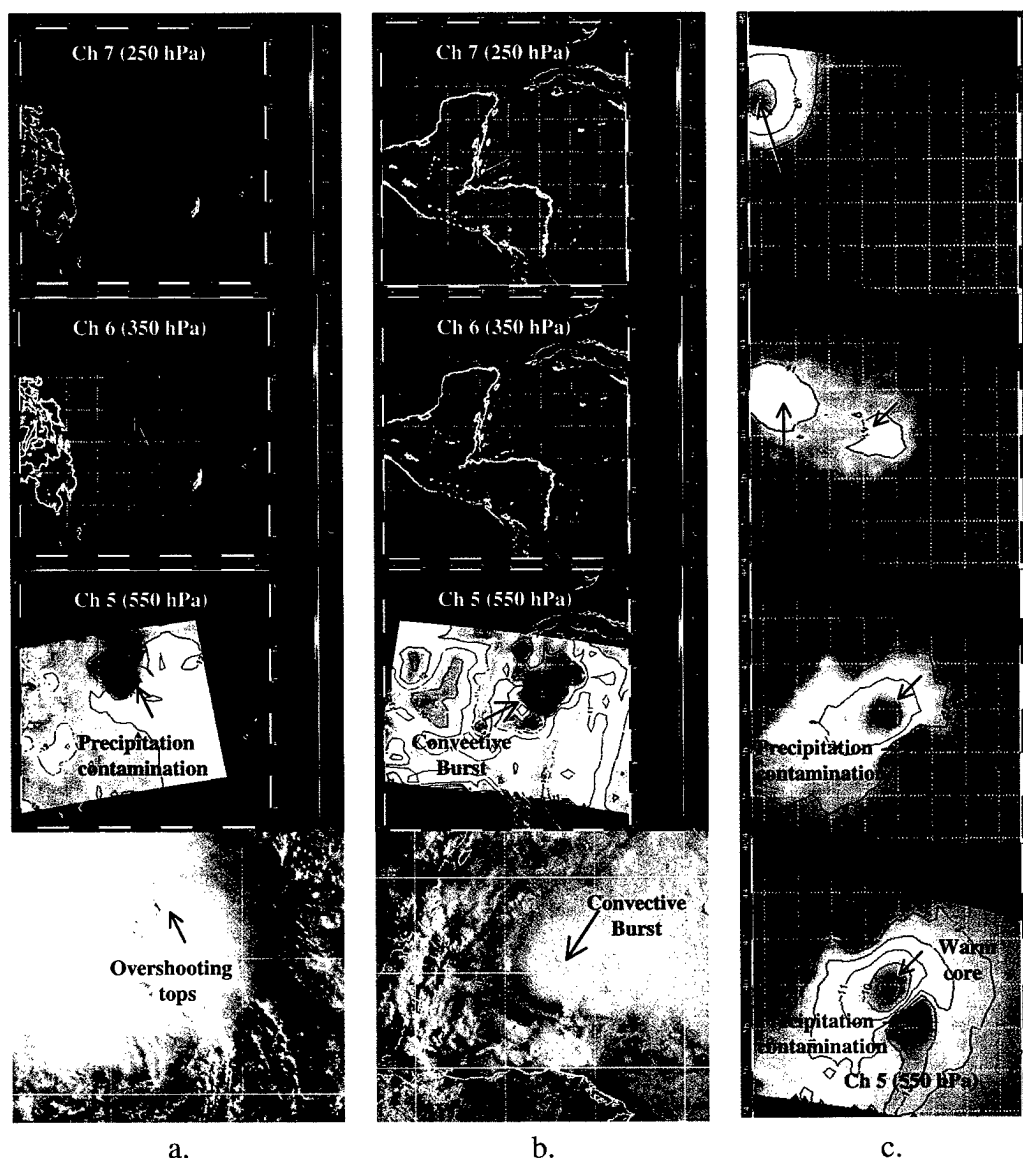 Ch 7 (250 hPa)
Ch 6 (350 hPa)
Ch 5 (550 hPa)
Precipitation
contamination
Overshooting
tops
a.
Ch 7 (250 hPa)
Ch 6 (350 hPa)
Ch 5 (550 hPa)
Convective
Burst
Convective
Burst
b.
Precipitation
contamination
Warm
core
recipitation
contamination
Ch 5 (550 hPa)
c.